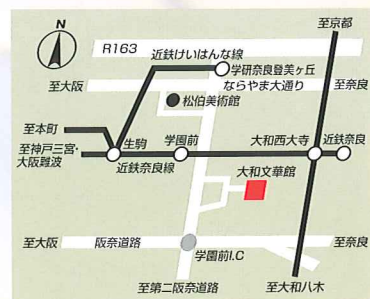 N
至京都
R163
近鉄けいはんな線
学研奈良登美ヶ丘
至大阪
ならやま大通り
至奈良
松伯美術館
至本町
生駒
学園前
大和西大寺
近鉄奈良
至神戸三宮・
大阪難波
近鉄奈良線
大和文華館
至大阪
阪奈道路
至奈良
学園前I.C
至第二阪奈道路
至大和八木